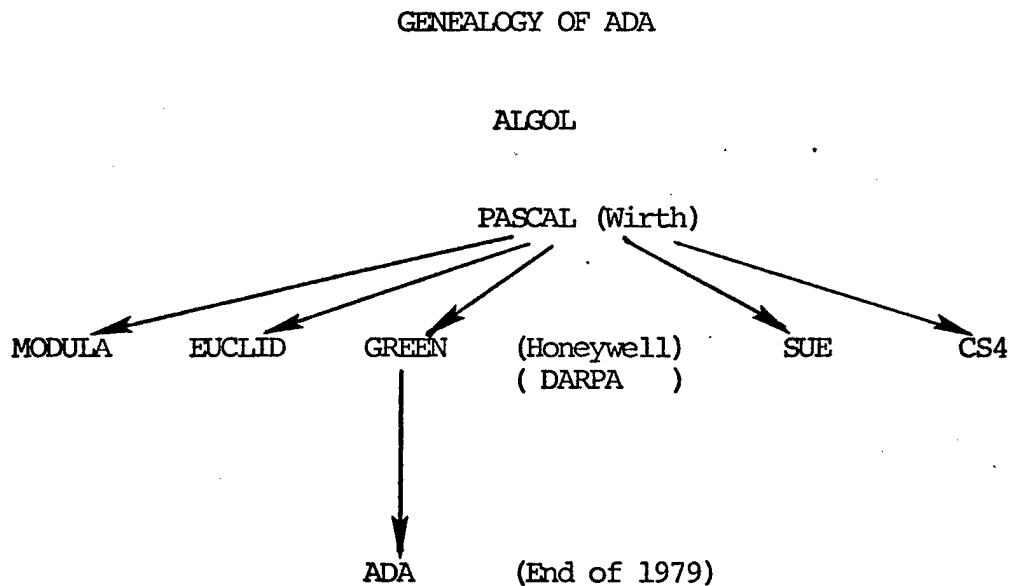 GENEALOGY OF ADA
ALGOL
PASCAL (Wirth)
MODULA EUCLID GREEN (Honeywell) SUE CS4
( DARPA )
ADA (End of 1979)